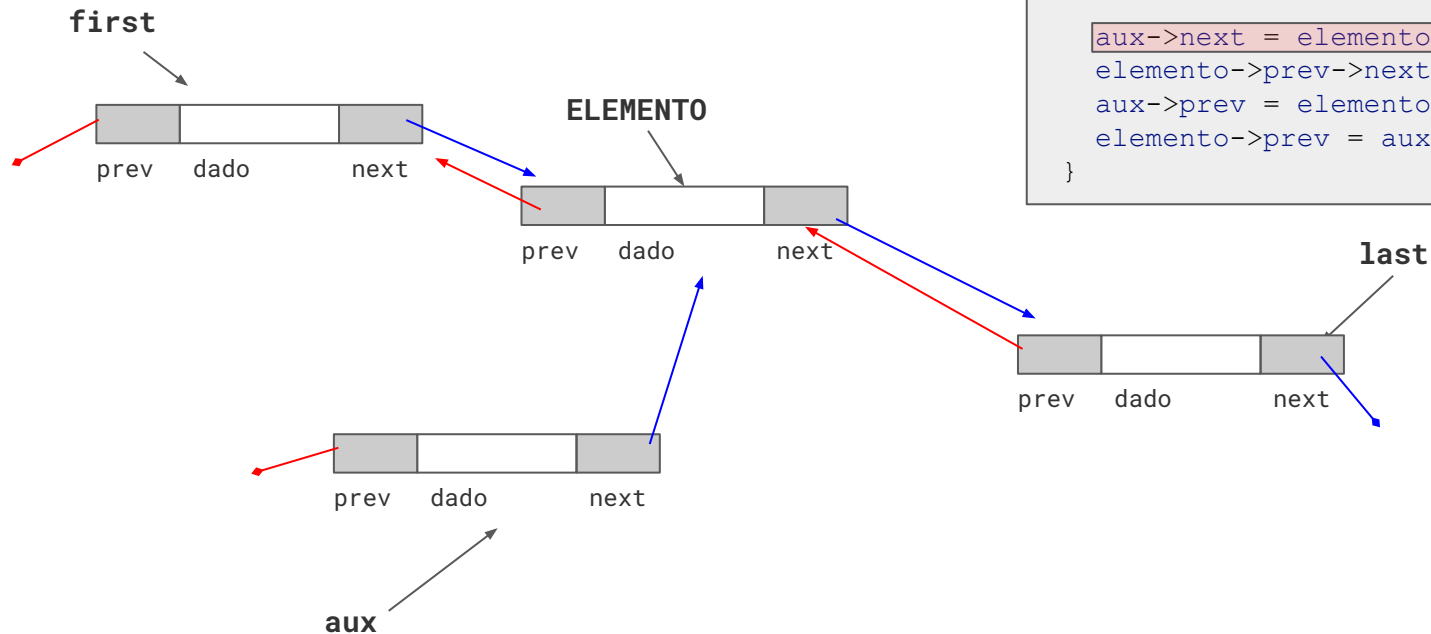 first
aux->next = elemento
elemento->prev->next
aux->prev = elemento
elemento->prev = aux
}
ELEMENTO
prev dado next
prev dado next
last
prev dado next
prev dado next
aux